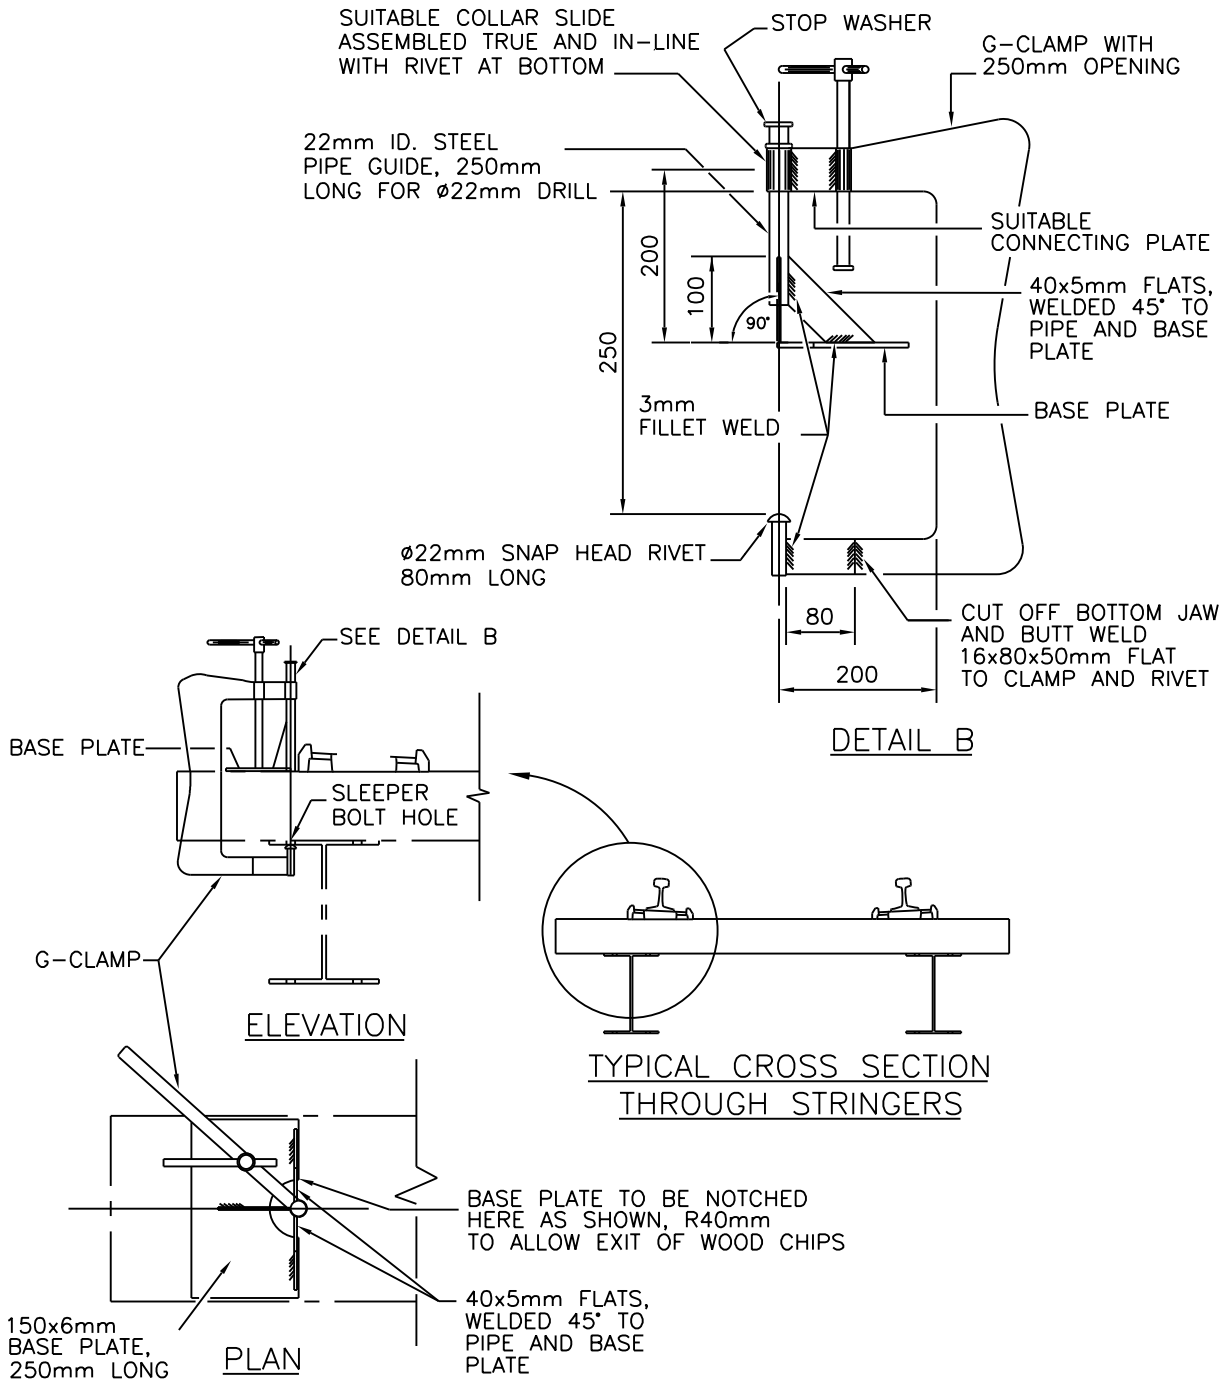 SUITABLE COLLAR SLIDE
ASSEMBLED TRUE AND IN-LINE
WITH RIVET AT BOTTOM
STOP WASHER
G-CLAMP WITH
250mm OPENING
22mm ID. STEEL
PIPE GUIDE, 250mm
LONG FOR ø22mm DRILL
SUITABLE
CONNECTING PLATE
200
100
90°
250
40x5mm FLATS,
WELDED 45° TO
PIPE AND BASE
PLATE
3mm
FILLET WELD
BASE PLATE
ø22mm SNAP HEAD RIVET
80mm LONG
80
200
CUT OFF BOTTOM JAW
AND BUTT WELD
16x80x50mm FLAT
TO CLAMP AND RIVET
DETAIL B
SEE DETAIL B
BASE PLATE
SLEEPER
BOLT HOLE
G-CLAMP
ELEVATION
TYPICAL CROSS SECTION
THROUGH STRINGERS
BASE PLATE TO BE NOTCHED
HERE AS SHOWN, R40mm
TO ALLOW EXIT OF WOOD CHIPS
40x5mm FLATS,
WELDED 45° TO
PIPE AND BASE
PLATE
150x6mm
BASE PLATE,
250mm LONG
PLAN